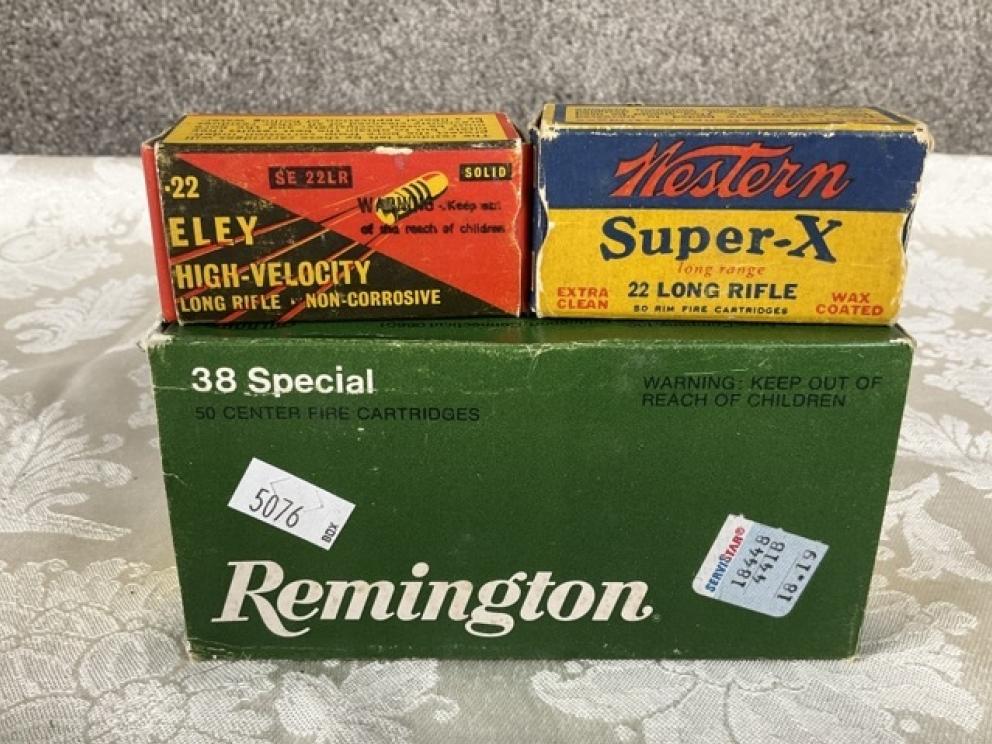 .22
SE 22LR
SOLID
WARNING - Keep out
of the reach of children
ELEY
HIGH-VELOCITY
LONG RIFLE NON-CORROSIVE
Western
Super-X
long range
22 LONG RIFLE
50 RIM FIRE CARTRIDGES
EXTRA
CLEAN
WAX
COATED
38 Special
50 CENTER FIRE CARTRIDGES
WARNING: KEEP OUT OF
REACH OF CHILDREN
5076
BOX
SERVISTAR®
18448
441B
18.19
Remington®